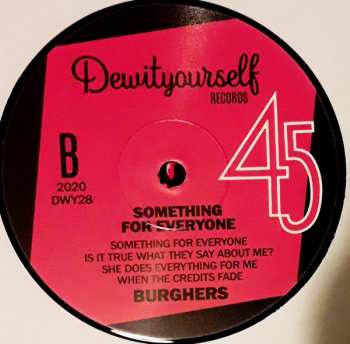 Dewityourself
RECORDS
45
B
2020
DWY28
SOMETHING
FOR EVERYONE
SOMETHING FOR EVERYONE
IS IT TRUE WHAT THEY SAY ABOUT ME?
SHE DOES EVERYTHING FOR ME
WHEN THE CREDITS FADE
BURGHERS